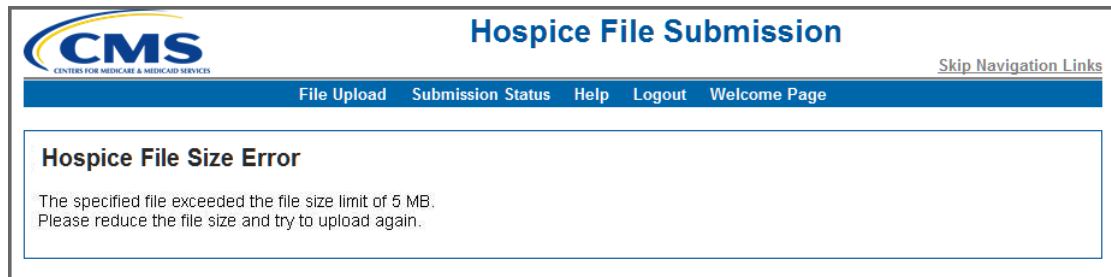 CMS
CENTERS FOR MEDICARE & MEDICAID SERVICES
Hospice File Submission
Skip Navigation Links
File Upload Submission Status Help Logout Welcome Page
Hospice File Size Error
The specified file exceeded the file size limit of 5 MB.
Please reduce the file size and try to upload again.